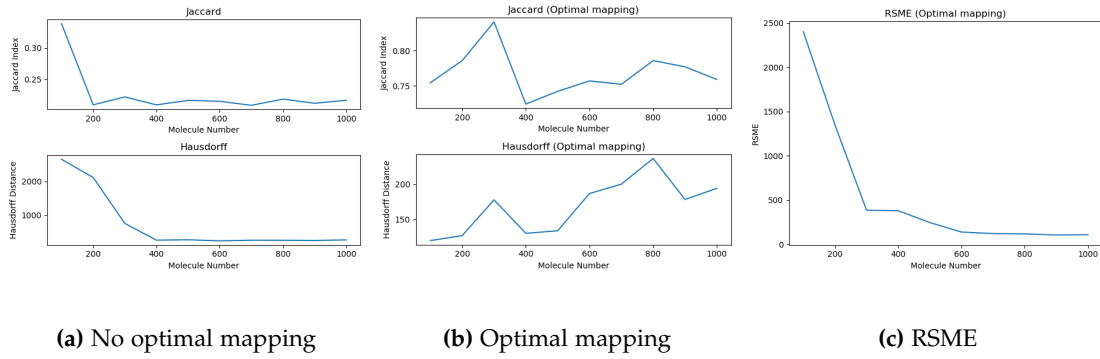 Jaccard
0.30
0.25
Jaccard Index
200 400 600 800 1000
Molecule Number
Hausdorff
2000
1000
Hausdorff Distance
200 400 600 800 1000
Molecule Number
(a) No optimal mapping
Jaccard (Optimal mapping)
0.80
0.75
Jaccard Index
200 400 600 800 1000
Molecule Number
Hausdorff (Optimal mapping)
200
150
Hausdorff Distance
200 400 600 800 1000
Molecule Number
(b) Optimal mapping
RSME (Optimal mapping)
2500
2000
1500
1000
500
0
RSME
200 400 600 800 1000
Molecule Number
(c) RSME